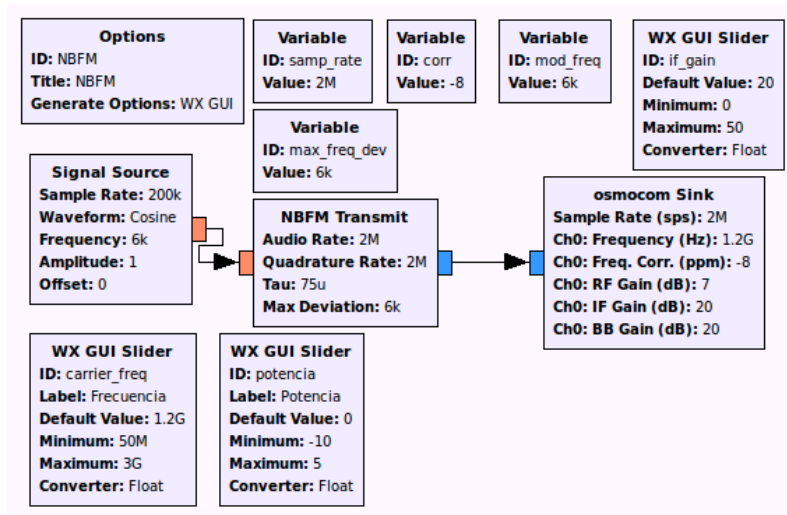 Options
ID: NBFM
Title: NBFM
Generate Options: WX GUI
Variable
ID: samp_rate
Value: 2M
Variable
ID: corr
Value: -8
Variable
ID: mod_freq
Value: 6k
WX GUI Slider
ID: if_gain
Default Value: 20
Minimum: 0
Maximum: 50
Converter: Float
Variable
ID: max_freq_dev
Value: 6k
Signal Source
Sample Rate: 200k
Waveform: Cosine
Frequency: 6k
Amplitude: 1
Offset: 0
NBFM Transmit
Audio Rate: 2M
Quadrature Rate: 2M
Tau: 75u
Max Deviation: 6k
osmocom Sink
Sample Rate (sps): 2M
Ch0: Frequency (Hz): 1.2G
Ch0: Freq. Corr. (ppm): -8
Ch0: RF Gain (dB): 7
Ch0: IF Gain (dB): 20
Ch0: BB Gain (dB): 20
WX GUI Slider
ID: carrier_freq
Label: Frecuencia
Default Value: 1.2G
Minimum: 50M
Maximum: 3G
Converter: Float
WX GUI Slider
ID: potencia
Label: Potencia
Default Value: 0
Minimum: -10
Maximum: 5
Converter: Float